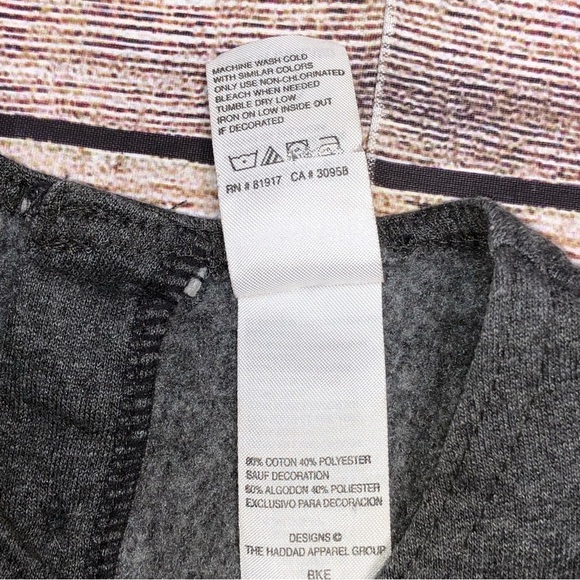 MACHINE WASH COLD
WITH SIMILAR COLORS
ONLY USE NON-CHLORINATED
BLEACH WHEN NEEDED
TUMBLE DRY LOW
IRON ON LOW INSIDE OUT
IF DECORATED
RN # 81917 CA # 30958
60% COTON 40% POLYESTER
SAUF DECORATION
60% ALGODON 40% POLIESTER
EXCLUSIVO PARA DECORACION
DESIGNS ©
THE HADDAD APPAREL GROUP
BKE